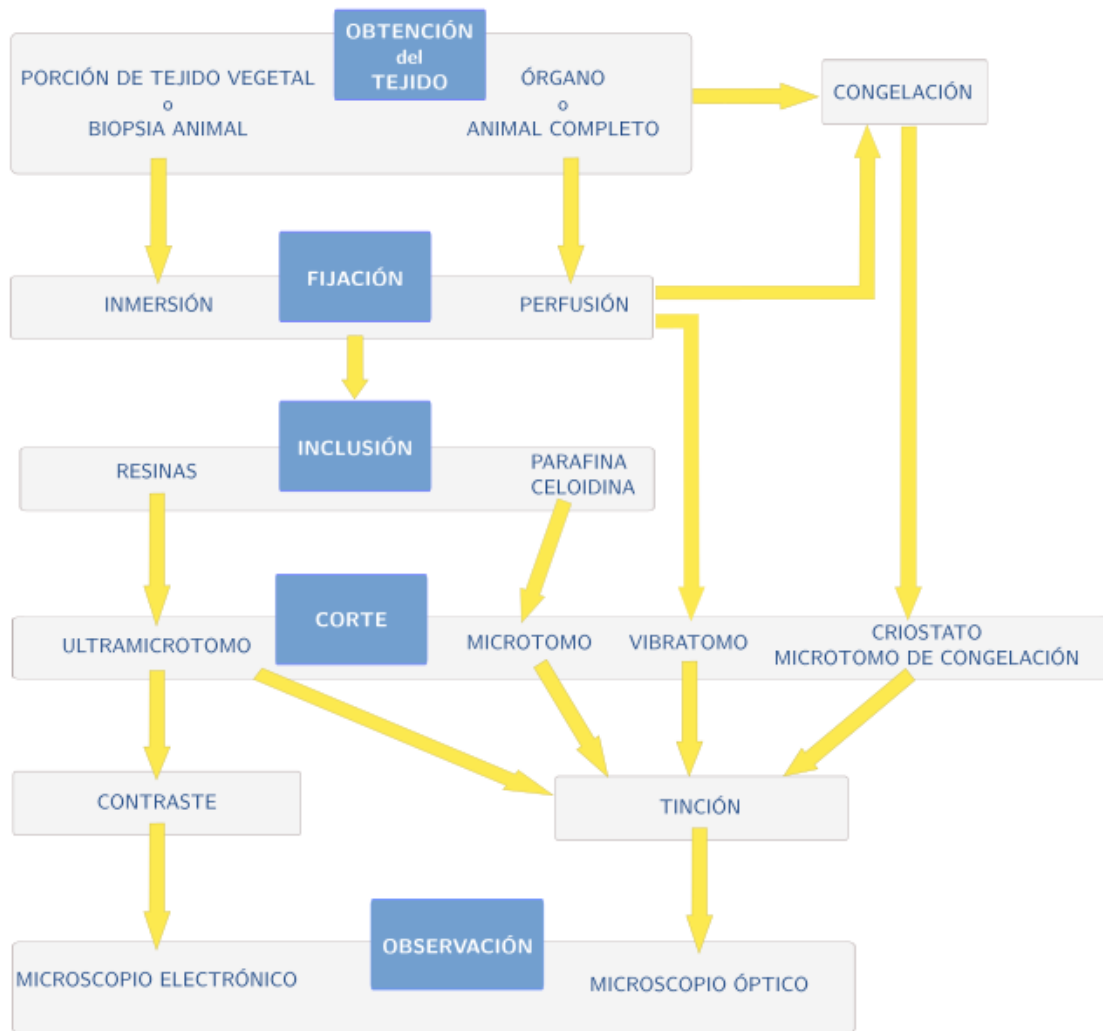 OBTENCIÓN
del
TEJIDO
PORCIÓN DE TEJIDO VEGETAL
o
BIOPSIA ANIMAL
ÓRGANO
o
ANIMAL COMPLETO
CONGELACIÓN
FIJACIÓN
INMERSIÓN
PERFUSIÓN
INCLUSIÓN
RESINAS
PARAFINA
CELOIDINA
CORTE
ULTRAMICROTOMO
MICROTOMO
VIBRATOMO
CRIOSTATO
MICROTOMO DE CONGELACIÓN
CONTRASTE
TINCIÓN
OBSERVACIÓN
MICROSCOPIO ELECTRÓNICO
MICROSCOPIO ÓPTICO